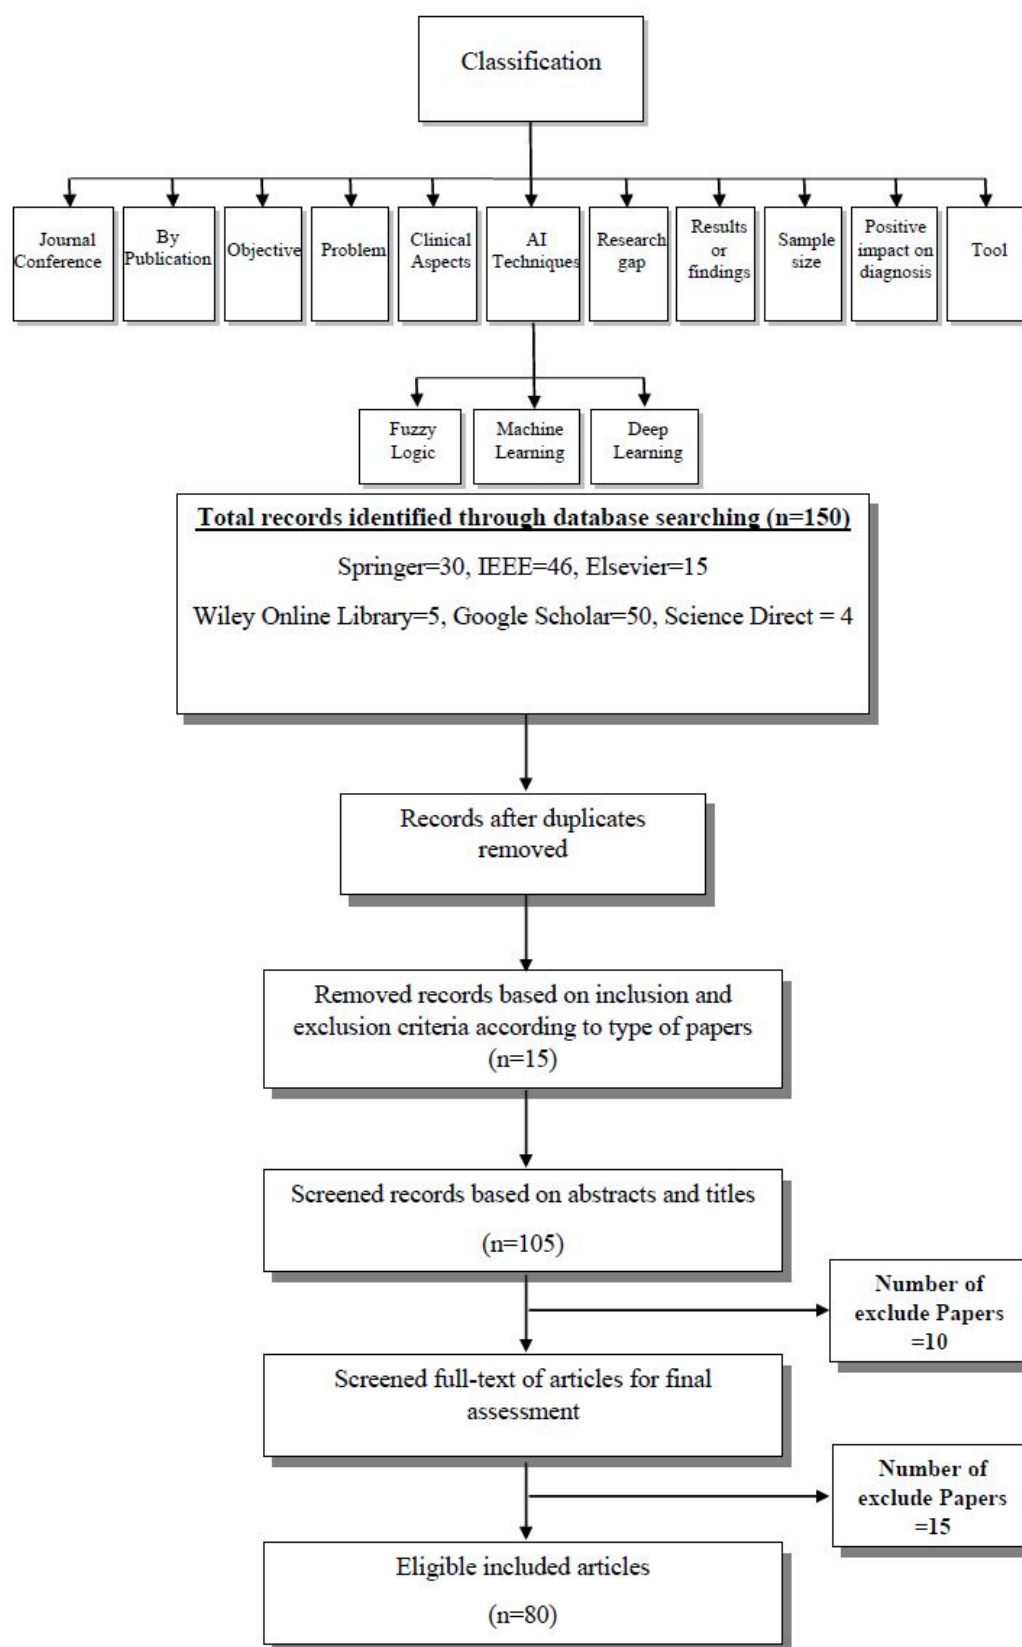 Classification
Journal
Conference
By
Publication
Objective
Problem
Clinical
Aspects
AI
Techniques
Research
gap
Results
or
findings
Sample
size
Positive
impact on
diagnosis
Tool
Fuzzy
Logic
Machine
Learning
Deep
Learning
Total records identified through database searching (n=150)
Springer=30, IEEE=46, Elsevier=15
Wiley Online Library=5, Google Scholar=50, Science Direct = 4
Records after duplicates
removed
Removed records based on inclusion and
exclusion criteria according to type of papers
(n=15)
Screened records based on abstracts and titles
(n=105)
Number of
exclude Papers
=10
Screened full-text of articles for final
assessment
Number of
exclude Papers
=15
Eligible included articles
(n=80)